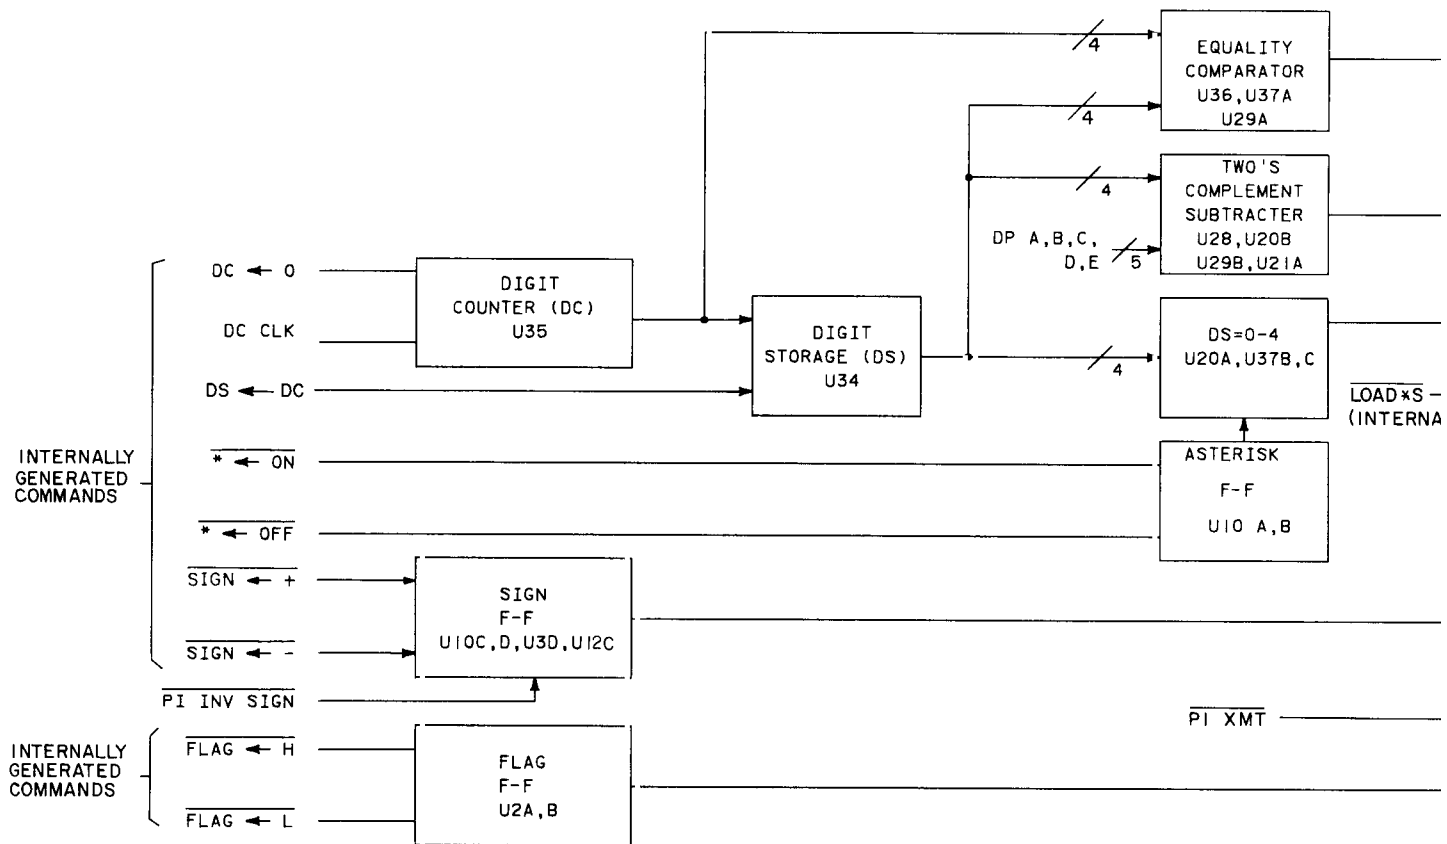 EQUALITY
COMPARATOR
U36,U37A
U29A
4
4
TWO'S
COMPLEMENT
SUBTRACTER
U28,U20B
U29B,U21A
4
DP A,B,C,
D,E
5
DC ← 0
DC CLK
DIGIT
COUNTER (DC)
U35
DIGIT
STORAGE (DS)
U34
DS=0-4
U20A,U37B,C
4
DS ← DC
LOAD*S
(INTERNA
INTERNALLY
GENERATED
COMMANDS
* ← ON
* ← OFF
ASTERISK
F-F
U10 A,B
SIGN ← +
SIGN ← -
SIGN
F-F
U10C,D,U3D,U12C
PI INV SIGN
PI XMT
INTERNALLY
GENERATED
COMMANDS
FLAG ← H
FLAG ← L
FLAG
F-F
U2A,B